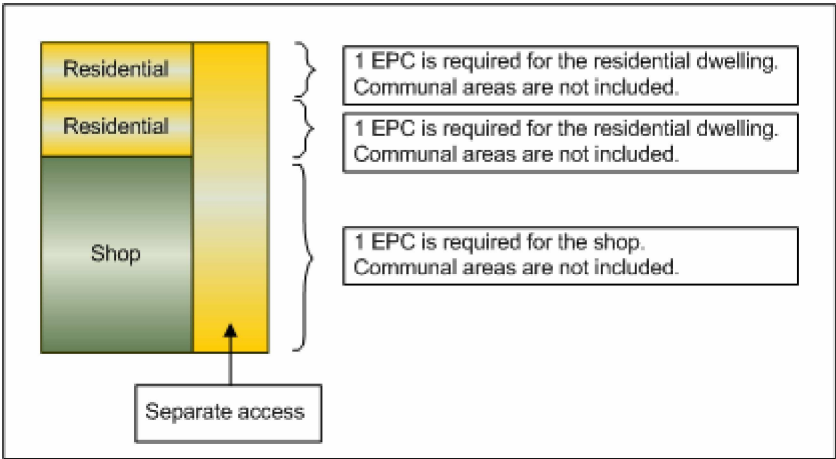 Residential
1 EPC is required for the residential dwelling.
Communal areas are not included.
Residential
1 EPC is required for the residential dwelling.
Communal areas are not included.
Shop
1 EPC is required for the shop.
Communal areas are not included.
Separate access